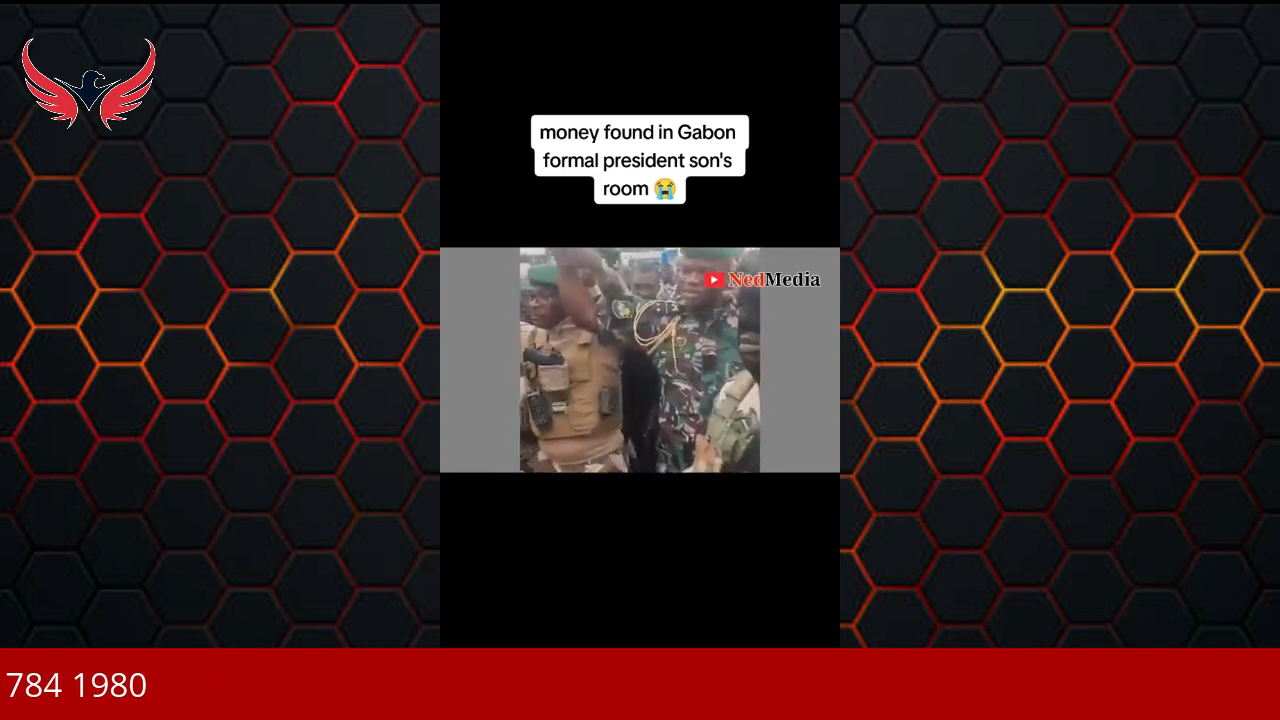 money found in Gabon
formal president son's
room 😭
NedMedia
784 1980